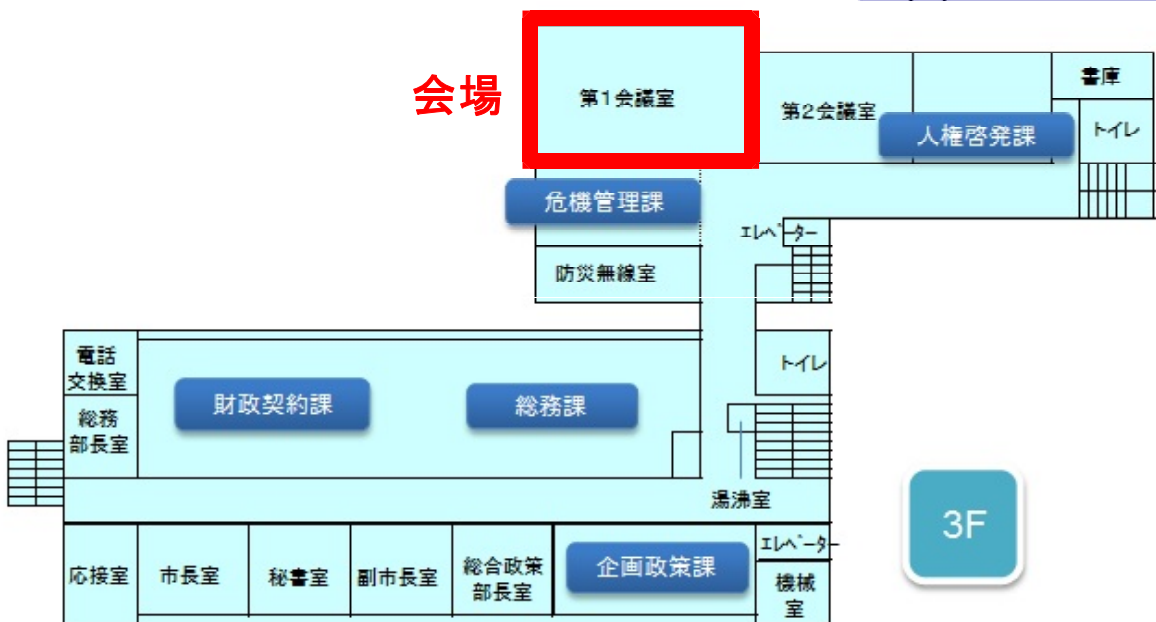 会場
第1会議室
第2会議室
人権啓発課
書庫
トイレ
危機管理課
エレベーター
防災無線室
電話
交換室
財政契約課
総務課
トイレ
総務
部長室
湯沸室
3F
応接室
市長室
秘書室
副市長室
総合政策
部長室
企画政策課
エレベーター
機械
室